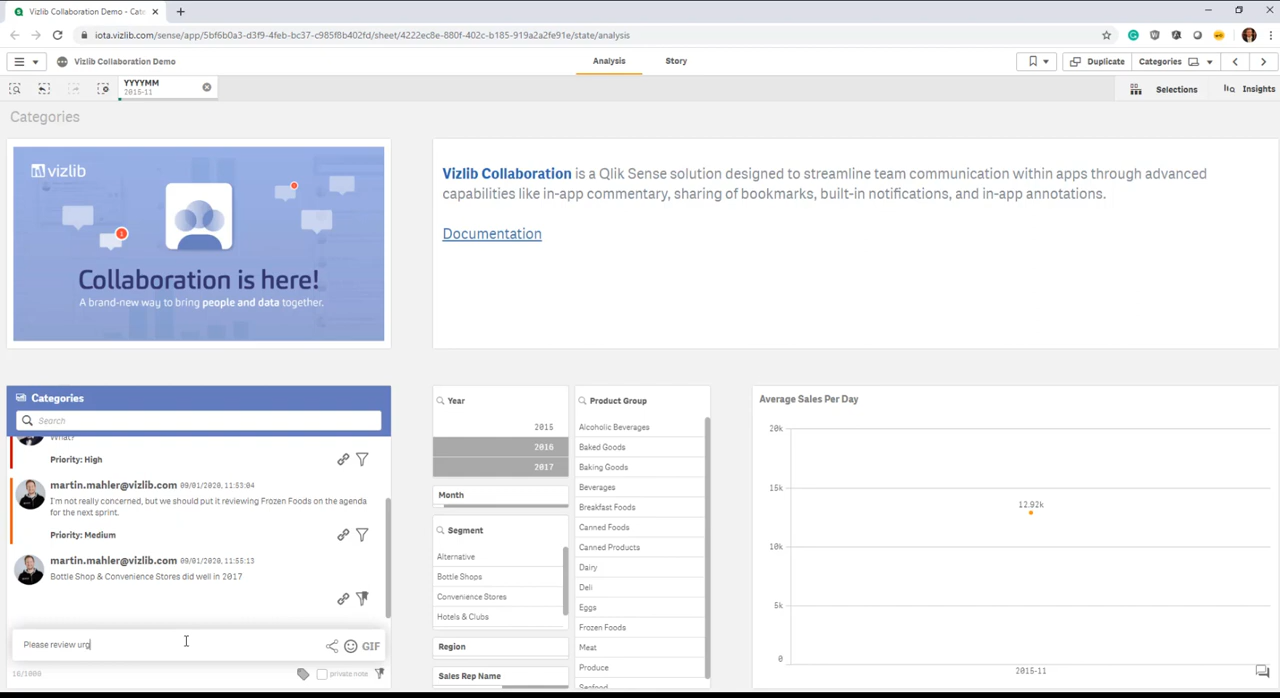 Vizlib Collaboration Demo - Cate
iota.vizlib.com/sense/app/5bf6b0a3-d3f9-4feb-bc37-c985f8b402fd/sheet/4222ec8e-880f-402c-b185-919a2a2fe91e/state/analysis
Vizlib Collaboration Demo
Analysis
Story
Duplicate
Categories
YYYYMM
2015-11
Selections
Insights
Categories
vizlib
1
Collaboration is here!
A brand-new way to bring people and data together.
Vizlib Collaboration is a Qlik Sense solution designed to streamline team communication within apps through advanced
capabilities like in-app commentary, sharing of bookmarks, built-in notifications, and in-app annotations.
Documentation
Categories
Search
What?
Priority: High
martin.mahler@vizlib.com 09/01/2020, 11:53:04
I'm not really concerned, but we should put it reviewing Frozen Foods on the agenda
for the next sprint.
Priority: Medium
martin.mahler@vizlib.com 09/01/2020, 11:55:13
Bottle Shop & Convenience Stores did well in 2017
Please review urg
GIF
16/1000
private note
Year
2015
2016
2017
Month
Segment
Alternative
Bottle Shops
Convenience Stores
Hotels & Clubs
Region
Sales Rep Name
Product Group
Alcoholic Beverages
Baked Goods
Baking Goods
Beverages
Breakfast Foods
Canned Foods
Canned Products
Dairy
Deli
Eggs
Frozen Foods
Meat
Produce
Seafood
Average Sales Per Day
20k
15k
10k
5k
0
12.92k
2015-11